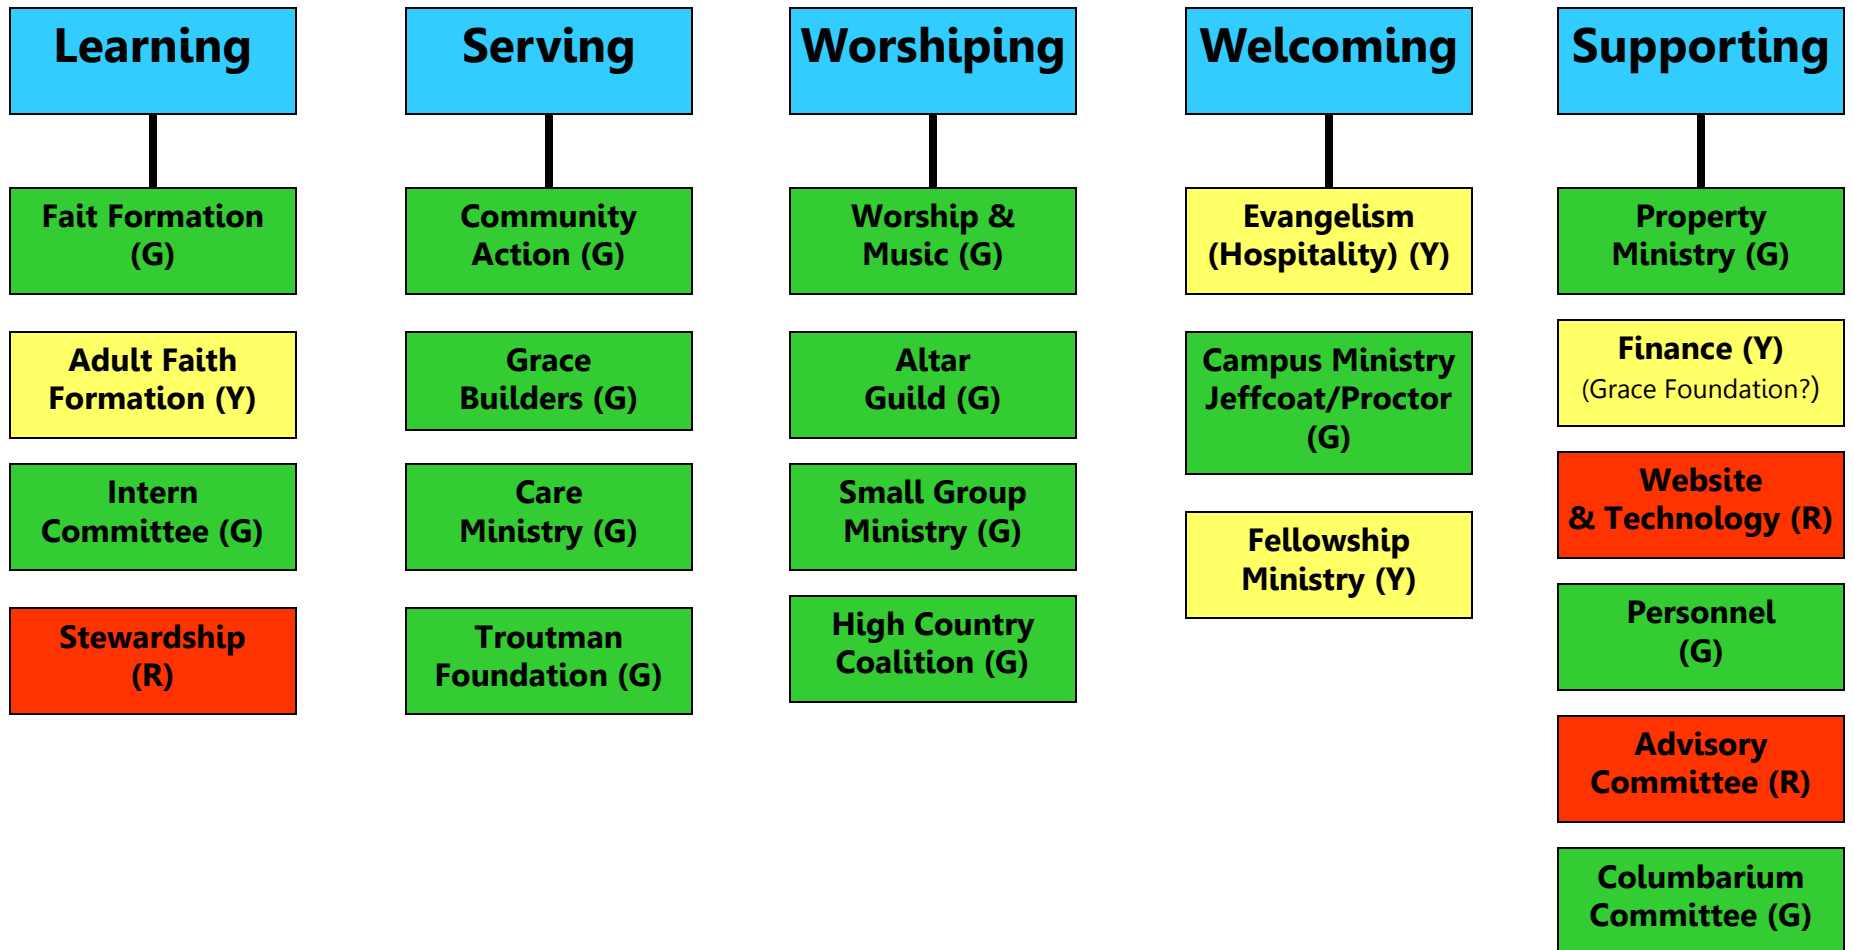 Learning
Fait Formation
(G)
Adult Faith
Formation (Y)
Intern
Committee (G)
Stewardship
(R)
Serving
Community
Action (G)
Grace
Builders (G)
Care
Ministry (G)
Troutman
Foundation (G)
Worshiping
Worship &
Music (G)
Altar
Guild (G)
Small Group
Ministry (G)
High Country
Coalition (G)
Welcoming
Evangelism
(Hospitality) (Y)
Campus Ministry
Jeffcoat/Proctor
(G)
Fellowship
Ministry (Y)
Supporting
Property
Ministry (G)
Finance (Y)
(Grace Foundation?)
Website
& Technology (R)
Personnel
(G)
Advisory
Committee (R)
Columbarium
Committee (G)